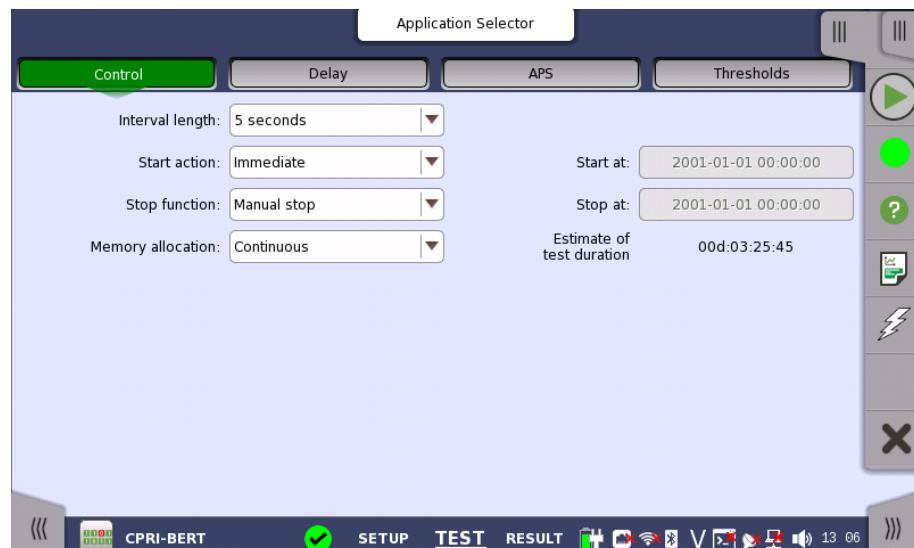 Application Selector
Control Delay APS Thresholds
Interval length: 5 seconds
Start action: Immediate Start at: 2001-01-01 00:00:00
Stop function: Manual stop Stop at: 2001-01-01 00:00:00
Memory allocation: Continuous Estimate of
test duration 00d:03:25:45
CPRI-BERT SETUP TEST RESULT V 13 06